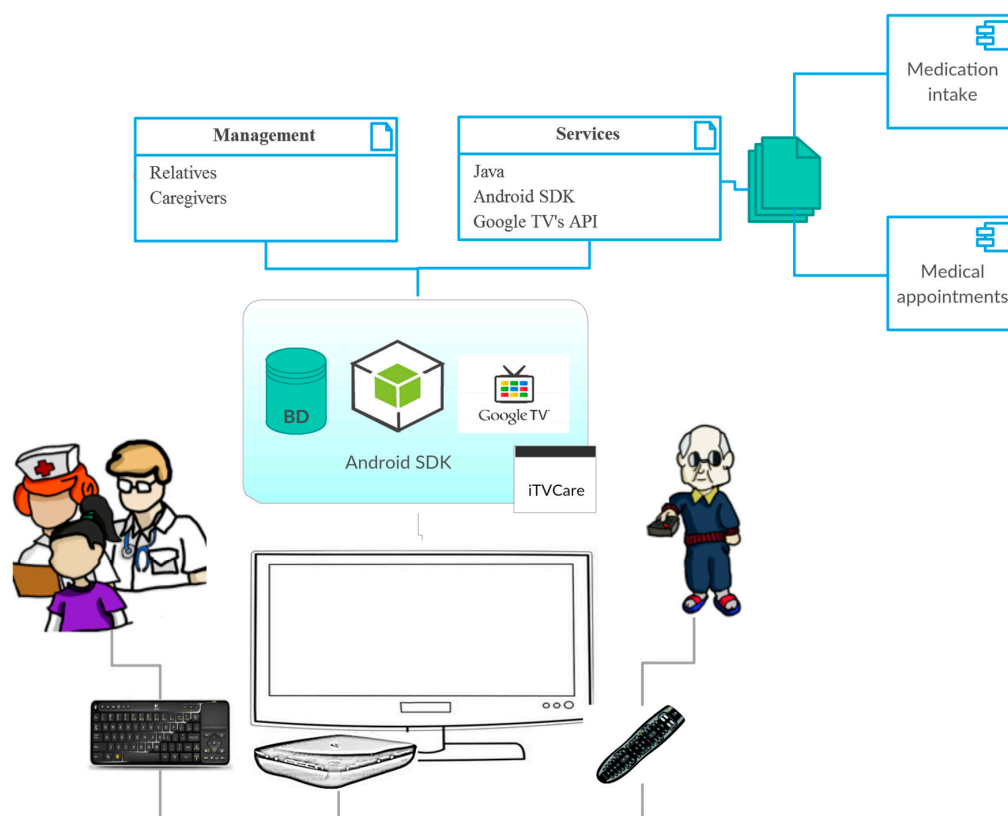 Medication
intake
Management
Relatives
Caregivers
Services
Java
Android SDK
Google TV's API
Medical
appointments
BD
Google TV
Android SDK
iTVCare